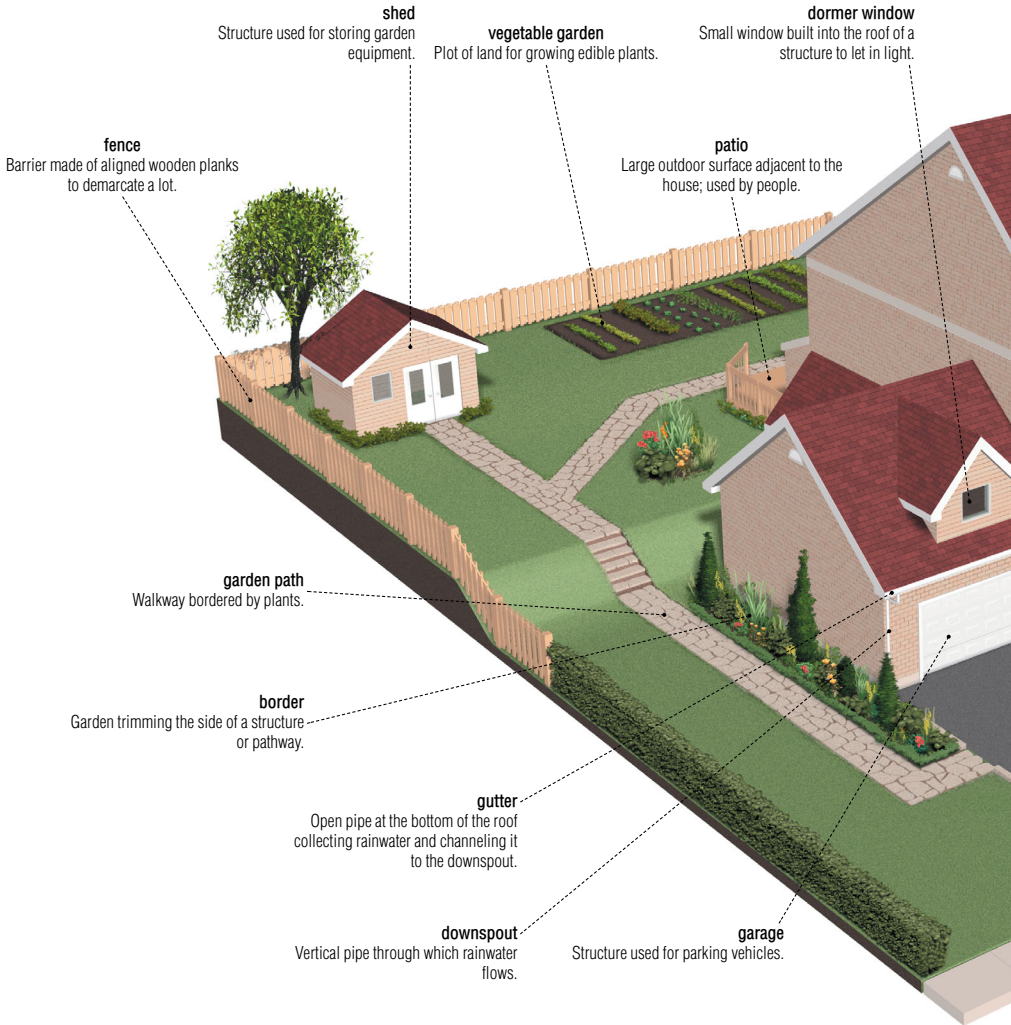 shed
Structure used for storing garden
equipment.
vegetable garden
Plot of land for growing edible plants.
dormer window
Small window built into the roof of a
structure to let in light.
fence
Barrier made of aligned wooden planks
to demarcate a lot.
patio
Large outdoor surface adjacent to the
house; used by people.
garden path
Walkway bordered by plants.
border
Garden trimming the side of a structure
or pathway.
gutter
Open pipe at the bottom of the roof
collecting rainwater and channeling it
to the downspout.
downspout
Vertical pipe through which rainwater
flows.
garage
Structure used for parking vehicles.